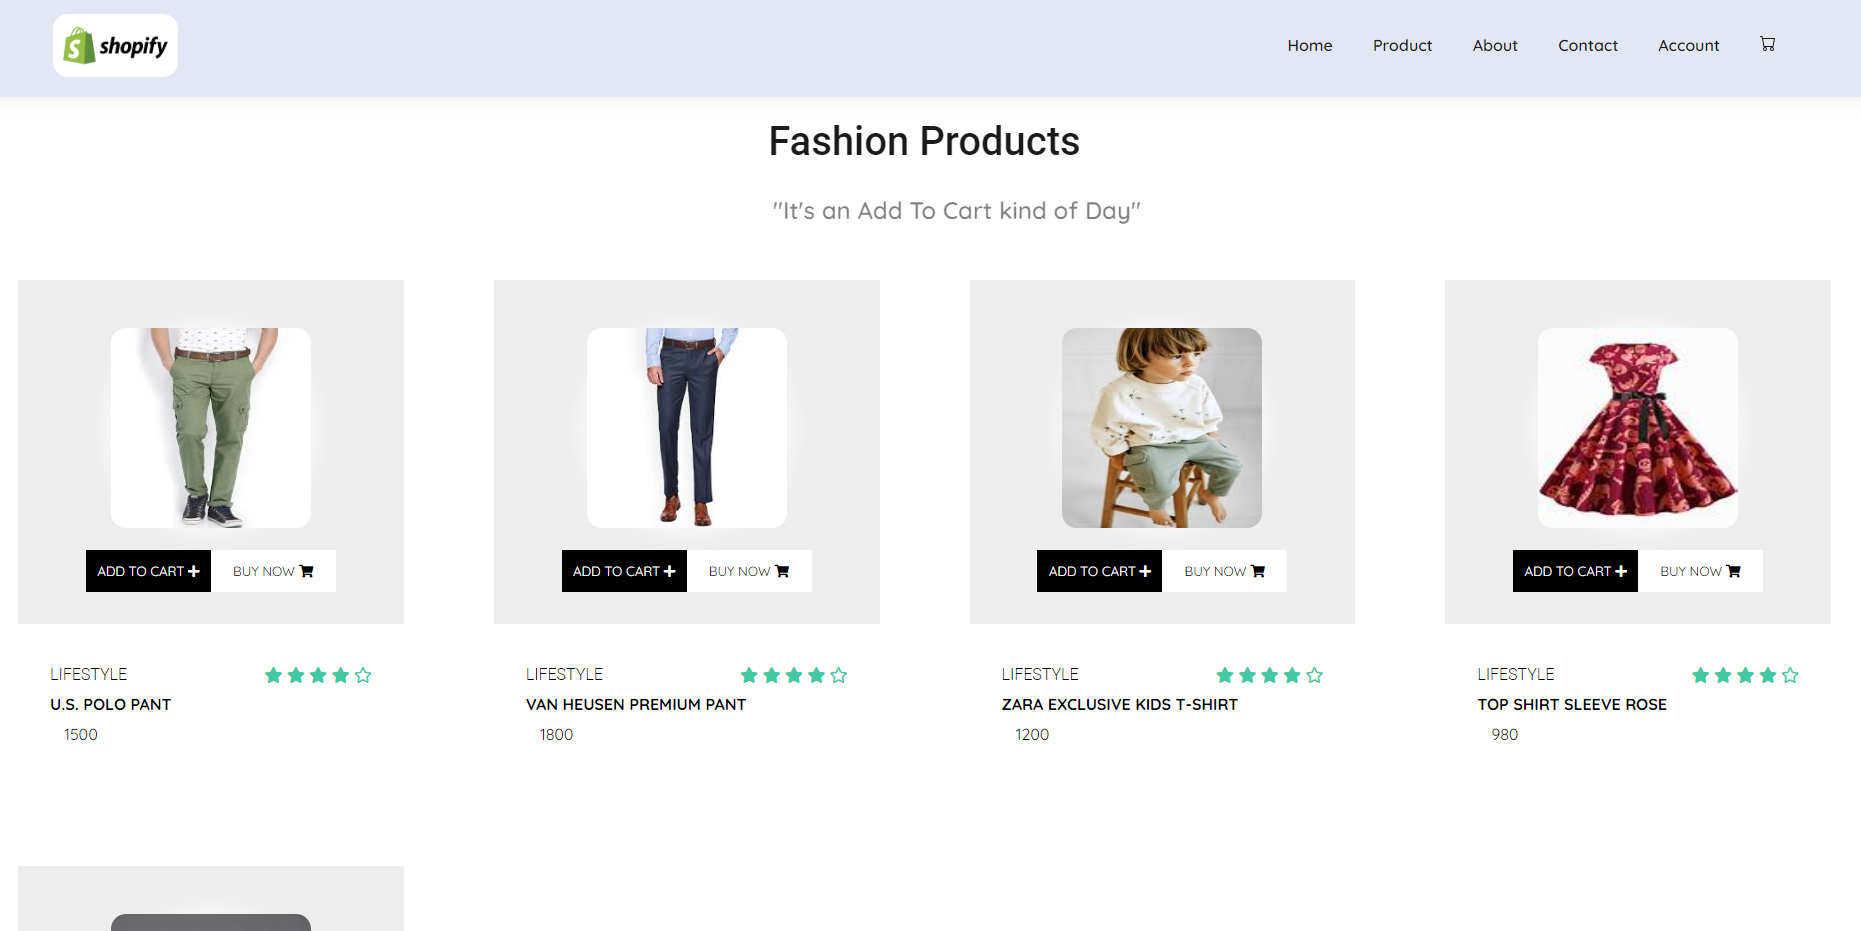 shopify
Home Product About Contact Account
Fashion Products
"It's an Add To Cart kind of Day"
ADD TO CART BUY NOW ADD TO CART BUY NOW ADD TO CART BUY NOW ADD TO CART BUY NOW
LIFESTYLE LIFESTYLE LIFESTYLE LIFESTYLE
U.S. POLO PANT VAN HEUSEN PREMIUM PANT ZARA EXCLUSIVE KIDS T-SHIRT TOP SHIRT SLEEVE ROSE
1500 1800 1200 980